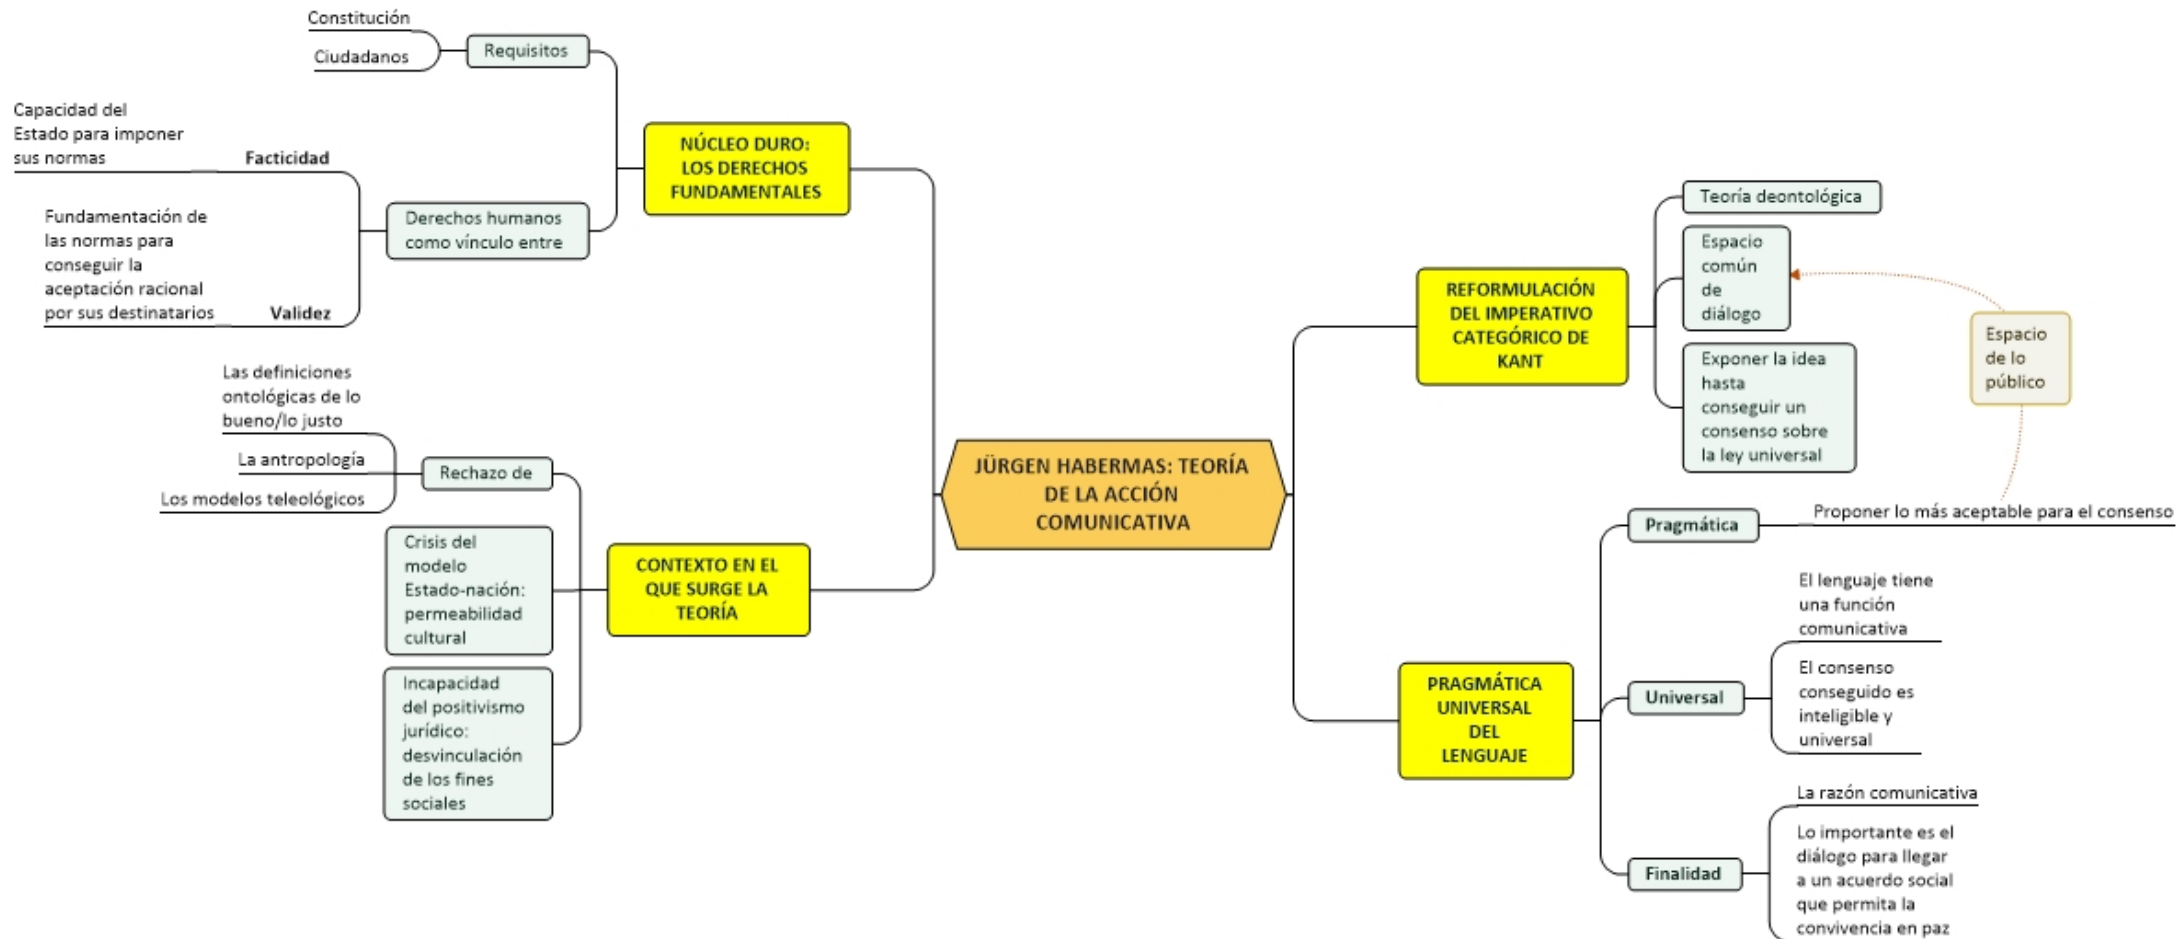 Constitución
Ciudadanos
Requisitos
Capacidad del
Estado para imponer
sus normas
Facticidad
Fundamentación de
las normas para
conseguir la
aceptación racional
por sus destinatarios
Validez
Derechos humanos
como vínculo entre
NÚCLEO DURO:
LOS DERECHOS
FUNDAMENTALES
Las definiciones
ontológicas de lo
bueno/lo justo
La antropología
Los modelos teleológicos
Rechazo de
Crisis del
modelo
Estado-nación:
permeabilidad
cultural
Incapacidad
del positivismo
jurídico:
desvinculación
de los fines
sociales
CONTEXTO EN EL
QUE SURGE LA
TEORÍA
JÜRGEN HABERMAS: TEORÍA
DE LA ACCIÓN
COMUNICATIVA
REFORMULACIÓN
DEL IMPERATIVO
CATEGÓRICO DE
KANT
Teoría deontológica
Espacio
común
de
diálogo
Exponer la idea
hasta
conseguir un
consenso sobre
la ley universal
Espacio
de lo
público
PRAGMÁTICA
UNIVERSAL
DEL
LENGUAJE
Pragmática
Proponer lo más aceptable para el consenso
Universal
El lenguaje tiene
una función
comunicativa
El consenso
conseguido es
inteligible y
universal
Finalidad
La razón comunicativa
Lo importante es el
diálogo para llegar
a un acuerdo social
que permita la
convivencia en paz